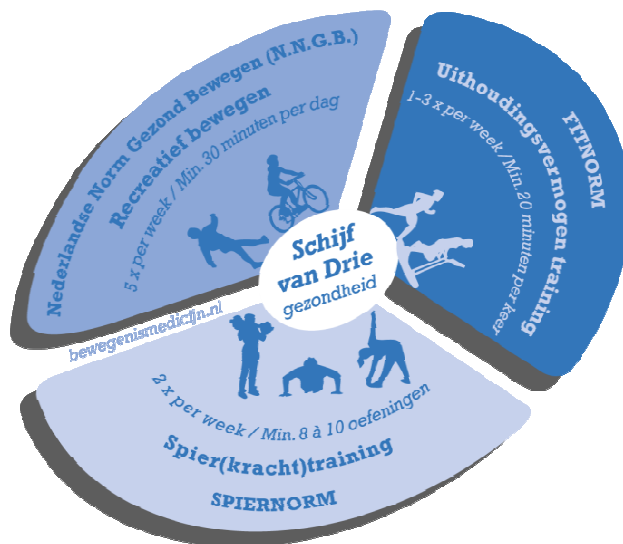 Nederlandse Norm Gezond Bewegen (N.N.G.B.)
Recreatief bewegen
5 x per week / Min. 30 minuten per dag
FITNORM
Uithoudingsvermogen training
1-3 x per week / Min. 20 minuten per keer
Schijf
van Drie
gezondheid
bewegenismedicijn.nl
2 x per week / Min. 8 à 10 oefeningen
Spier(kracht)training
SPIERNORM